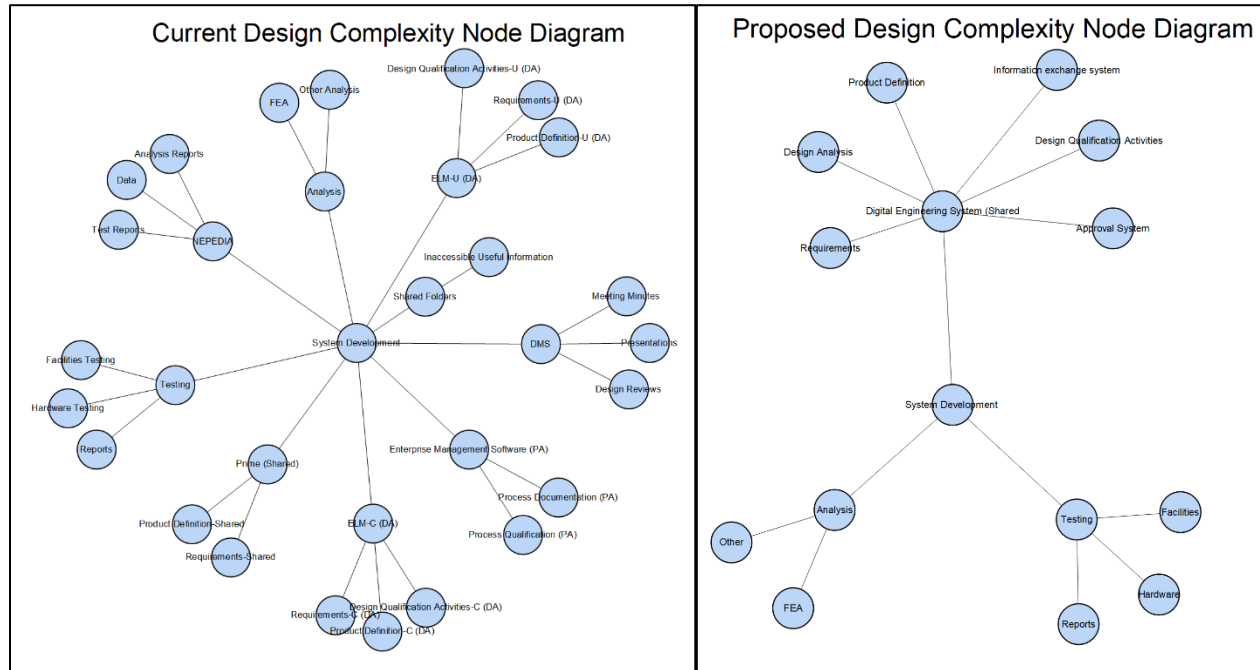 Current Design Complexity Node Diagram
Design Qualification Activities-U (DA)
Other Analysis
FEA
Requirements-U (DA)
Product Definition-U (DA)
Analysis Reports
Data
ELM-U (DA)
Analysis
Test Reports
NEPEDIA
Inaccessible Useful Information
Shared Folders
Meeting Minutes
System Development
DMS
Presentations
Facilities Testing
Testing
Design Reviews
Hardware Testing
Reports
Enterprise Management Software (PA)
Prime (Shared)
Process Documentation (PA)
Product Definition-Shared
ELM-C (DA)
Process Qualification (PA)
Requirements-Shared
Design Qualification Activities-C (DA)
Requirements-C (DA)
Product Definition-C (DA)
Proposed Design Complexity Node Diagram
Information exchange system
Product Definition
Design Qualification Activities
Design Analysis
Digital Engineering System (Shared
Approval System
Requirements
System Development
Analysis
Facilities
Testing
Other
Hardware
FEA
Reports